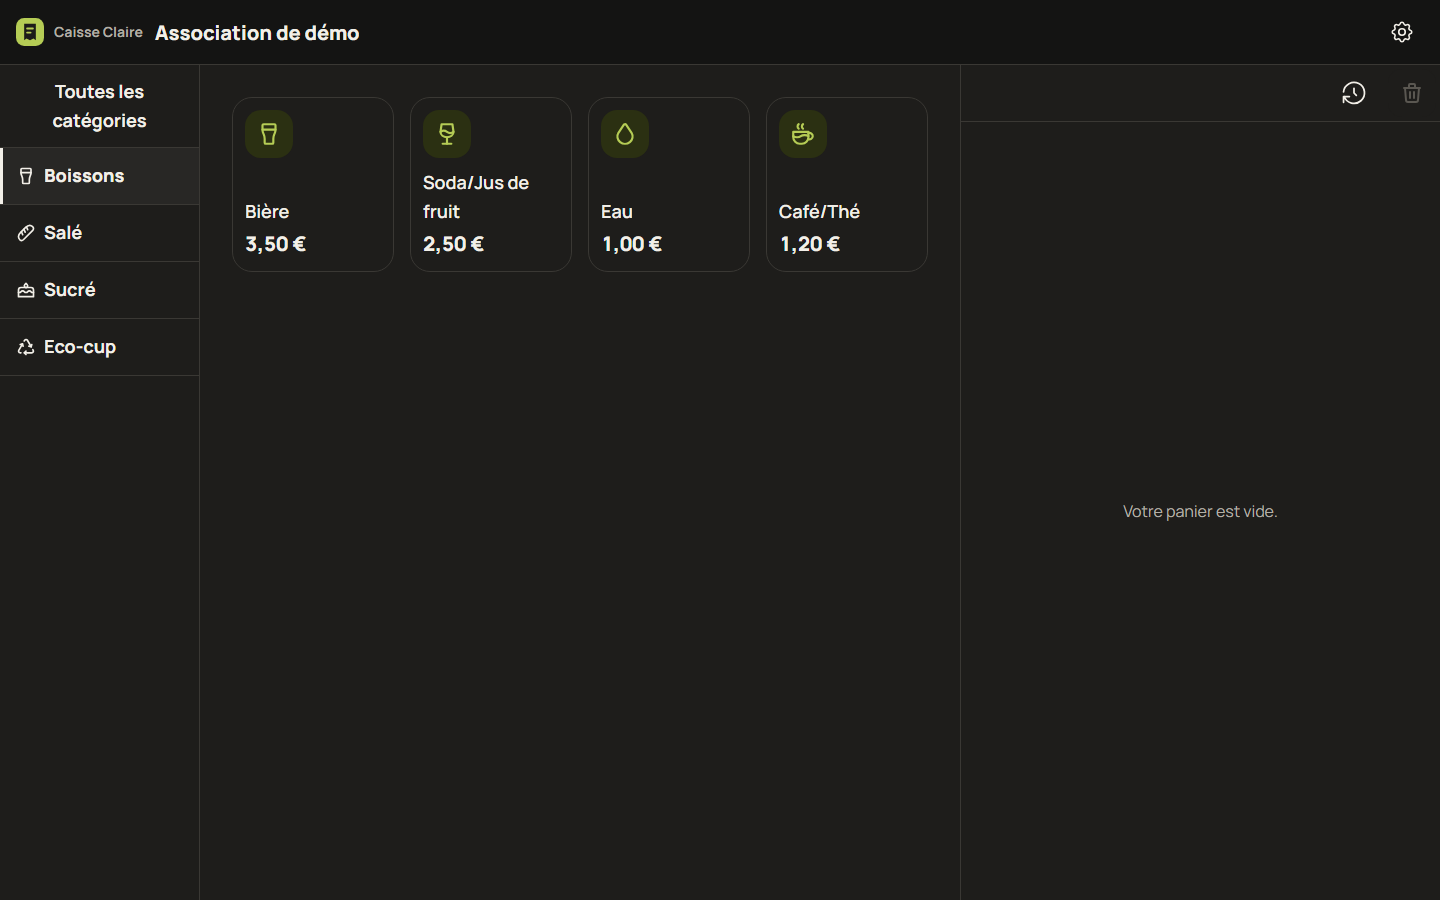 Caisse Claire Association de démo
Toutes les
catégories
Boissons
Salé
Sucré
Eco-cup
Bière
3,50 €
Soda/Jus de
fruit
2,50 €
Eau
1,00 €
Café/Thé
1,20 €
Votre panier est vide.